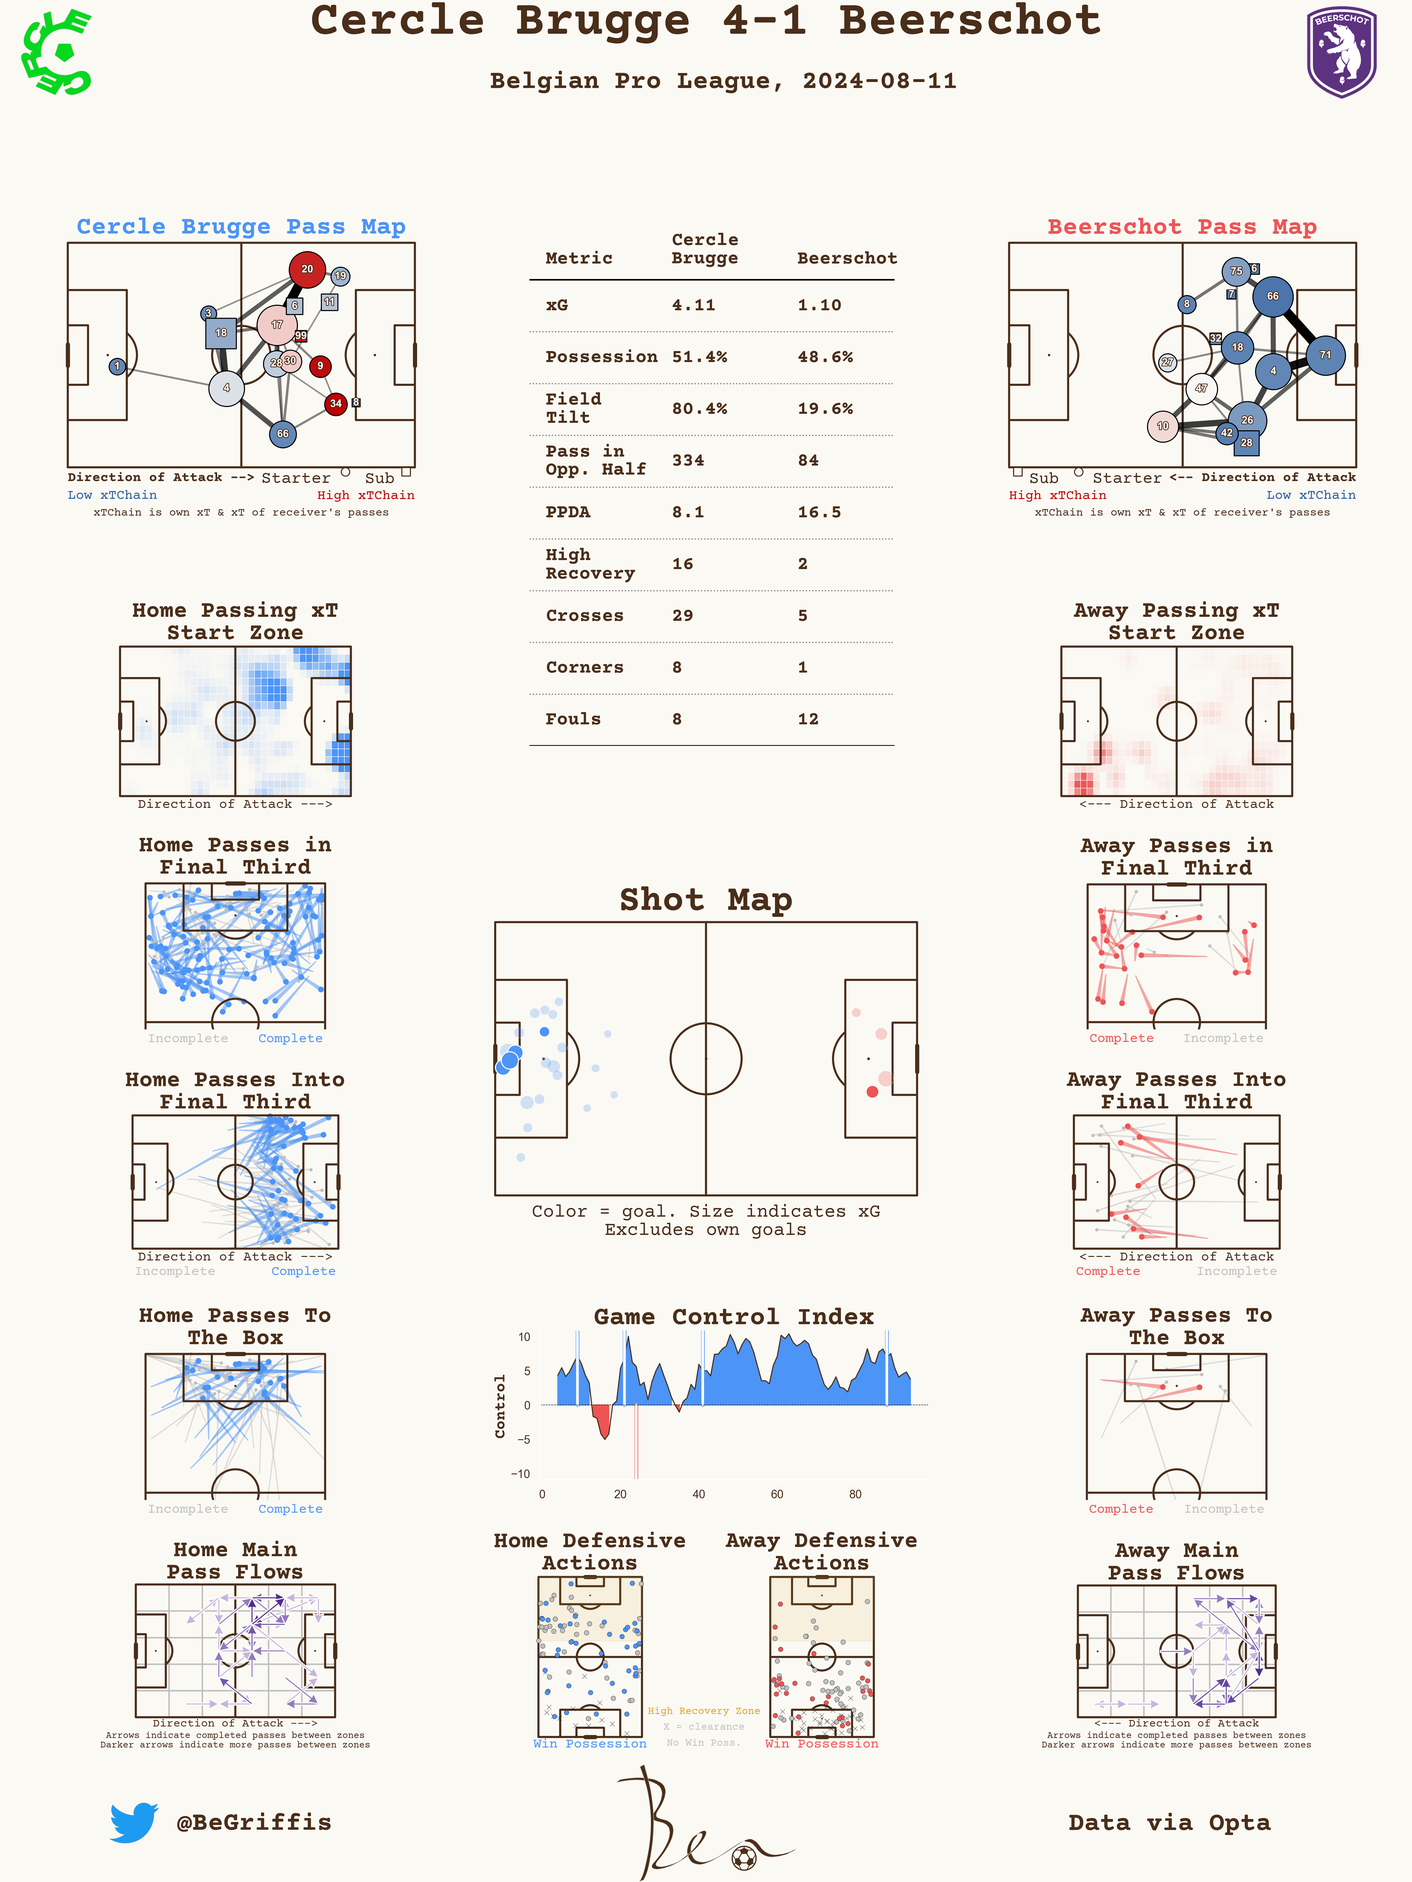 Cercle Brugge 4-1 Beerschot
Belgian Pro League, 2024-08-11
BEERSCHOT
Cercle Brugge Pass Map
20
19
6
11
3
18
17
99
28
30
9
1
4
34
8
66
Direction of Attack --> Starter Sub
Low xTChain High xTChain
xTChain is own xT & xT of receiver's passes
Metric Cercle Brugge Beerschot
xG 4.11 1.10
Possession 51.4% 48.6%
Field Tilt 80.4% 19.6%
Pass in Opp. Half 334 84
PPDA 8.1 16.5
High Recovery 16 2
Crosses 29 5
Corners 8 1
Fouls 8 12
Beerschot Pass Map
75
6
7
8
66
32
18
27
71
4
47
26
10
42
28
Sub Starter <-- Direction of Attack
High xTChain Low xTChain
xTChain is own xT & xT of receiver's passes
Home Passing xT
Start Zone
Direction of Attack --->
Away Passing xT
Start Zone
<--- Direction of Attack
Home Passes in
Final Third
Incomplete Complete
Away Passes in
Final Third
Complete Incomplete
Shot Map
Color = goal. Size indicates xG
Excludes own goals
Home Passes Into
Final Third
Direction of Attack --->
Incomplete Complete
Away Passes Into
Final Third
<--- Direction of Attack
Complete Incomplete
Home Passes To
The Box
Incomplete Complete
Game Control Index
Control
10
5
0
−5
−10
0 20 40 60 80
Away Passes To
The Box
Complete Incomplete
Home Main
Pass Flows
Direction of Attack --->
Arrows indicate completed passes between zones
Darker arrows indicate more passes between zones
Home Defensive
Actions
Win Possession
Away Defensive
Actions
Win Possession
High Recovery Zone
X = clearance
No Win Poss.
Away Main
Pass Flows
<--- Direction of Attack
Arrows indicate completed passes between zones
Darker arrows indicate more passes between zones
@BeGriffis
Ben
Data via Opta